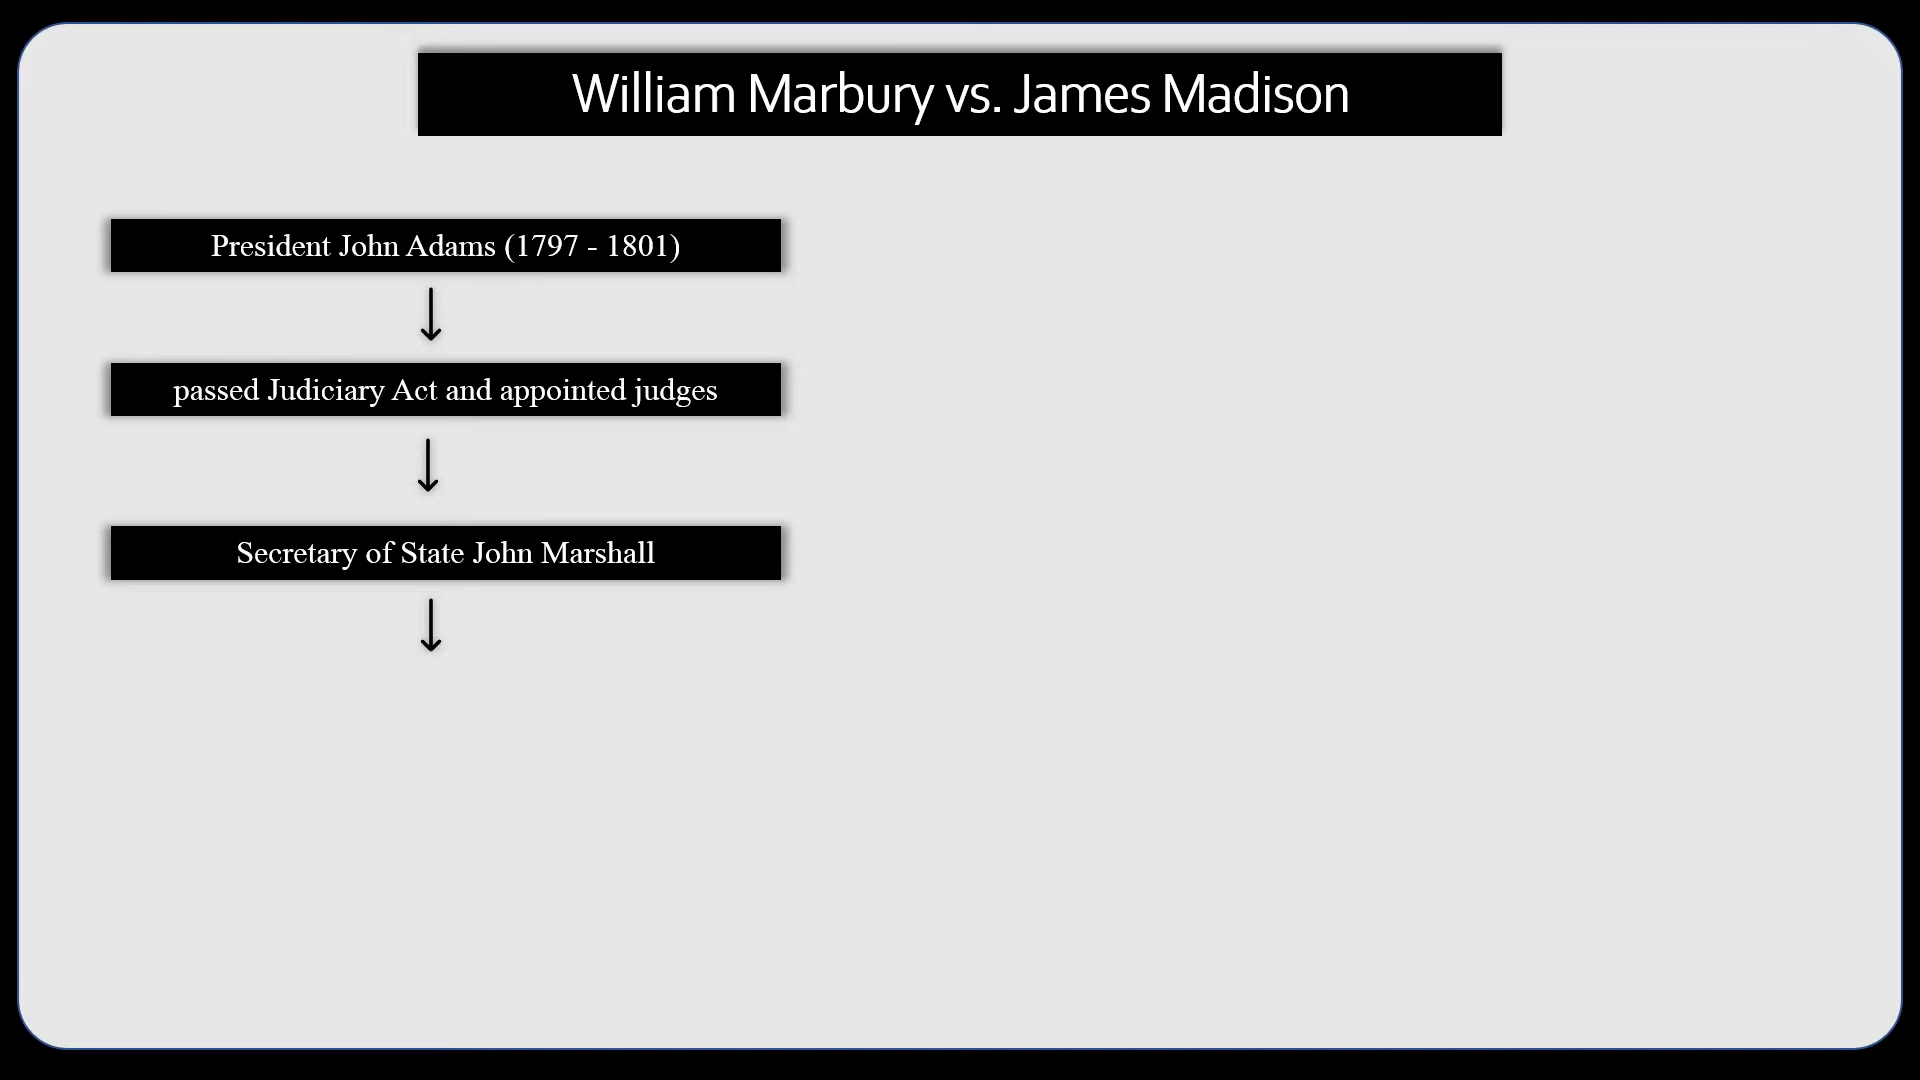 William Marbury vs. James Madison
President John Adams (1797 - 1801)
passed Judiciary Act and appointed judges
Secretary of State John Marshall